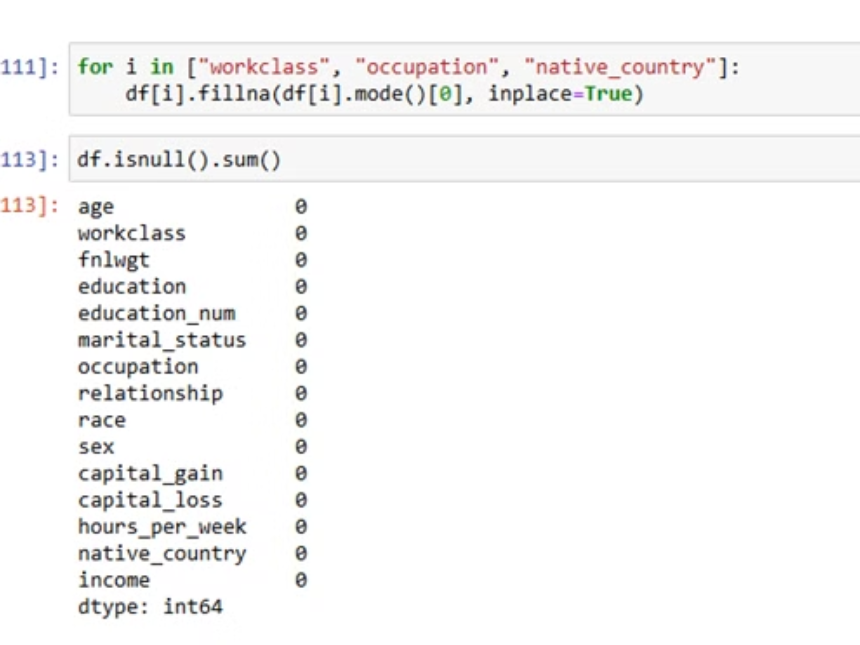 111]: for i in ["workclass", "occupation", "native_country"]:
df[i].fillna(df[i].mode()[0], inplace=True)
113]: df.isnull().sum()
113]: age 0
workclass 0
fnlwgt 0
education 0
education_num 0
marital_status 0
occupation 0
relationship 0
race 0
sex 0
capital_gain 0
capital_loss 0
hours_per_week 0
native_country 0
income 0
dtype: int64